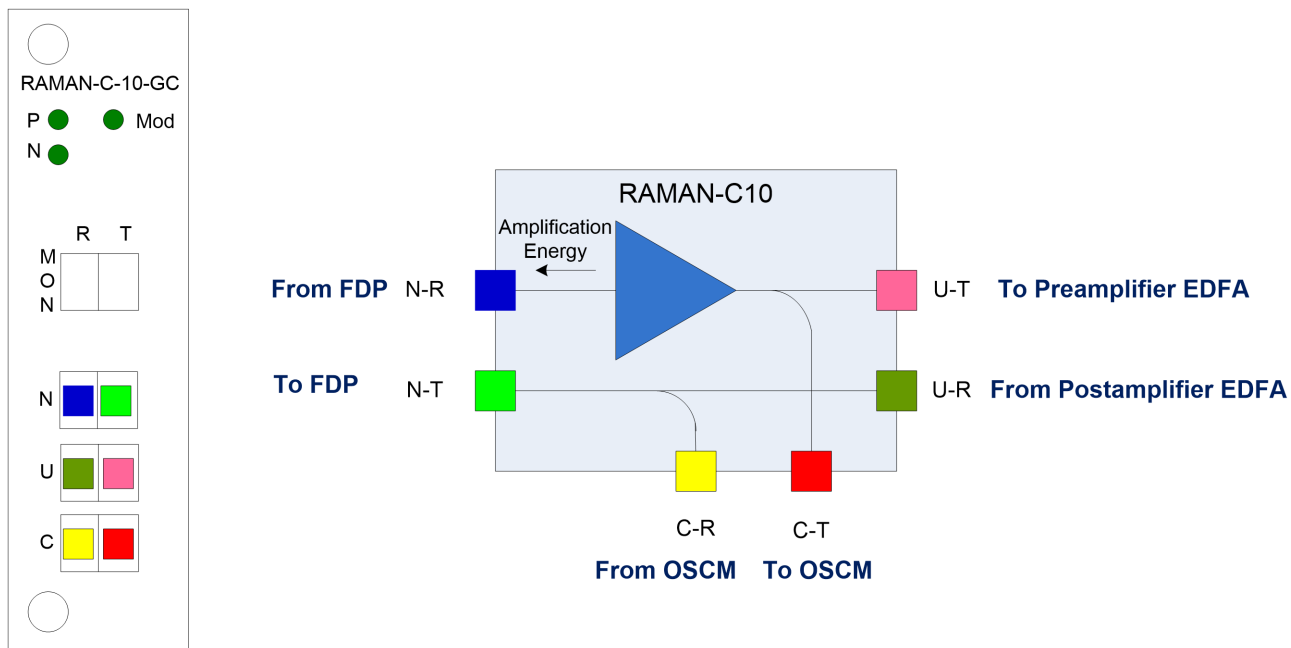 RAMAN-C-10-GC
P Mod
N
R T
MON
N
U
C
RAMAN-C10
Amplification
Energy
From FDP N-R
U-T To Preamplifier EDFA
To FDP N-T
U-R From Postamplifier EDFA
C-R C-T
From OSCM To OSCM